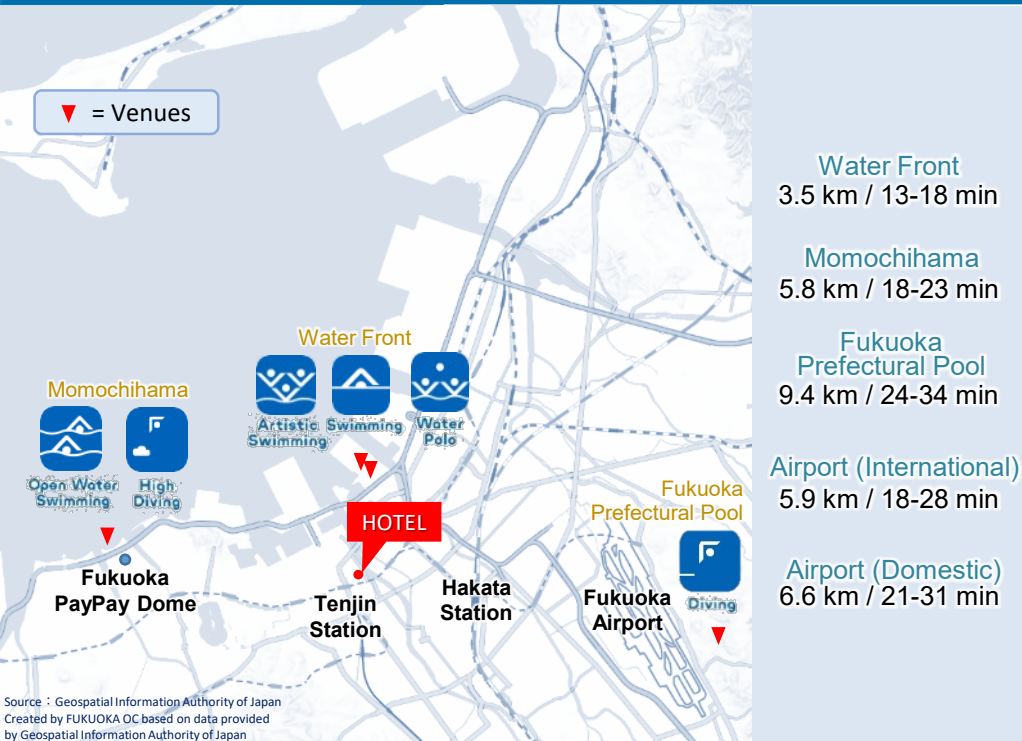 = Venues
Water Front
Artistic
Swimming
Swimming
Water
Polo
Momochihama
Open Water
Swimming
High
Diving
HOTEL
Fukuoka
Prefectural Pool
Diving
Fukuoka
PayPay Dome
Tenjin
Station
Hakata
Station
Fukuoka
Airport
Source：Geospatial Information Authority of Japan
Created by FUKUOKA OC based on data provided
by Geospatial Information Authority of Japan
Water Front
3.5 km / 13-18 min
Momochihama
5.8 km / 18-23 min
Fukuoka
Prefectural Pool
9.4 km / 24-34 min
Airport (International)
5.9 km / 18-28 min
Airport (Domestic)
6.6 km / 21-31 min